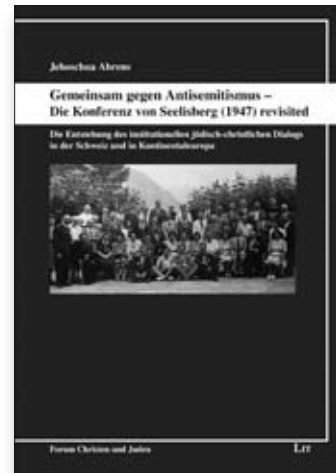 Jehoschua Ahrens
Gemeinsam gegen Antisemitismus –
Die Konferenz von Seelisberg (1947) revisited
Die Entstehung des institutionellen jüdisch-christlichen Dialogs
in der Schweiz und in Kontinentaleuropa
Forum Christen und Juden
LIT